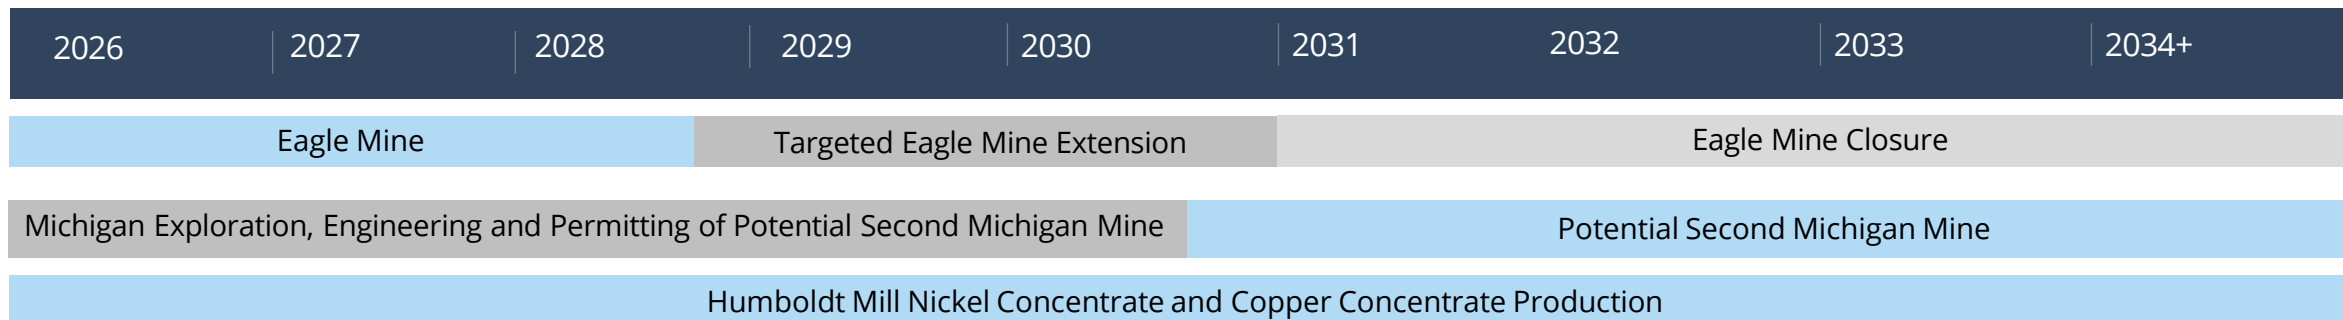 2026 2027 2028 2029 2030 2031 2032 2033 2034+
Eagle Mine Targeted Eagle Mine Extension Eagle Mine Closure
Michigan Exploration, Engineering and Permitting of Potential Second Michigan Mine Potential Second Michigan Mine
Humboldt Mill Nickel Concentrate and Copper Concentrate Production